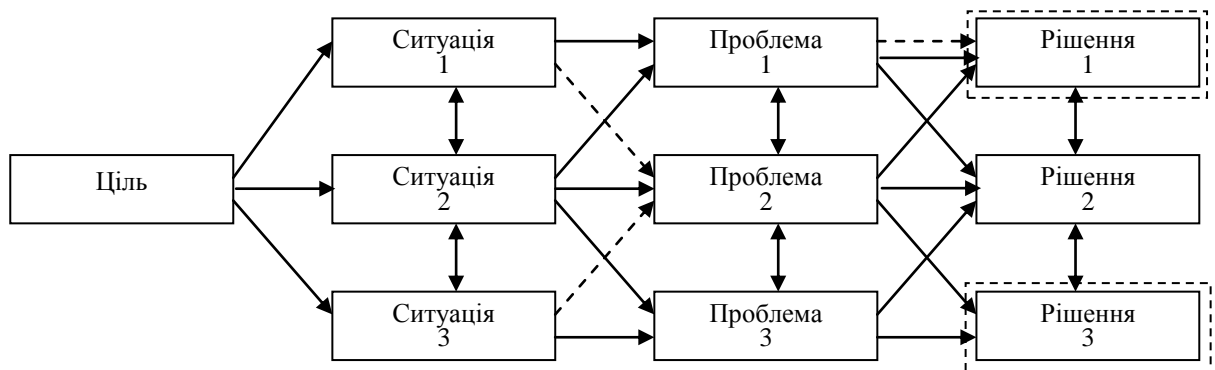 Ситуація
1
Проблема
1
Рішення
1
Ціль
Ситуація
2
Проблема
2
Рішення
2
Ситуація
3
Проблема
3
Рішення
3